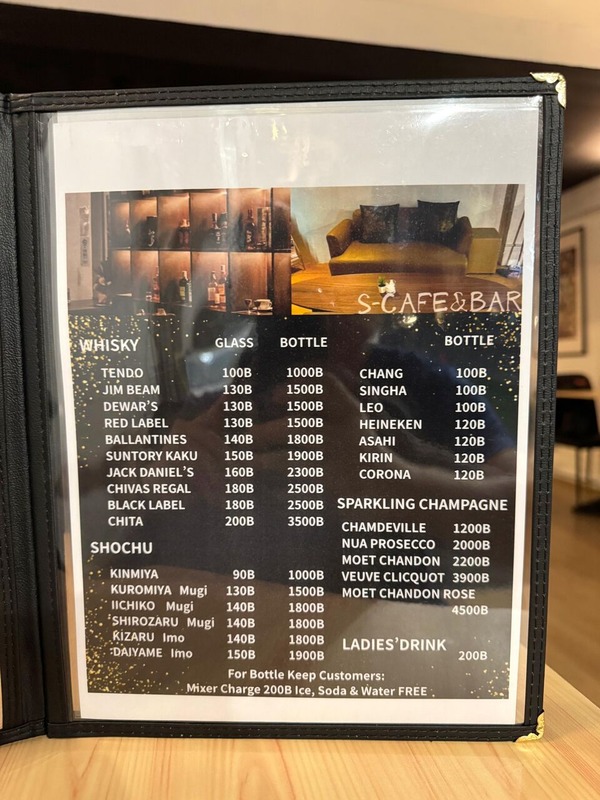 S-CAFE&BAR
WHISKY GLASS BOTTLE
TENDO 100B 1000B
JIM BEAM 130B 1500B
DEWAR'S 130B 1500B
RED LABEL 130B 1500B
BALLANTINES 140B 1800B
SUNTORY KAKU 150B 1900B
JACK DANIEL'S 160B 2300B
CHIVAS REGAL 180B 2500B
BLACK LABEL 180B 2500B
CHITA 200B 3500B
SHOCHU
KINMIYA 90B 1000B
KUROMIYA Mugi 130B 1500B
IICHIKO Mugi 140B 1800B
SHIROZARU Mugi 140B 1800B
KIZARU Imo 140B 1800B
DAIYAME Imo 150B 1900B
BOTTLE
CHANG 100B
SINGHA 100B
LEO 100B
HEINEKEN 120B
ASAHI 120B
KIRIN 120B
CORONA 120B
SPARKLING CHAMPAGNE
CHAMDEVILLE 1200B
NUA PROSECCO 2000B
MOET CHANDON 2200B
VEUVE CLICQUOT 3900B
MOET CHANDON ROSE
4500B
LADIES'DRINK
200B
For Bottle Keep Customers:
Mixer Charge 200B Ice, Soda & Water FREE